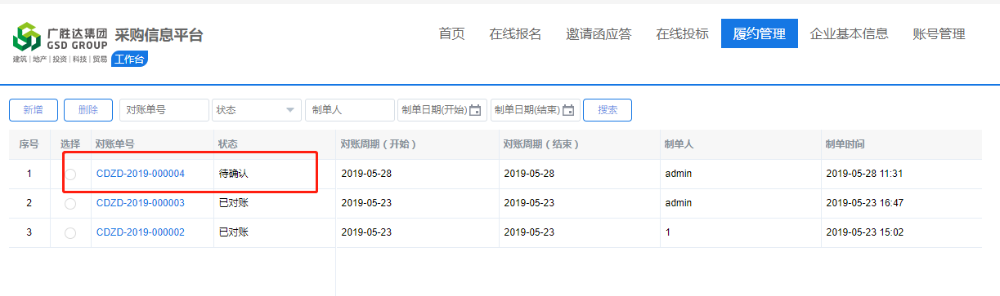 广胜达集团
GSD GROUP
采购信息平台
建筑|地产|投资|科技|贸易
工作台
首页 在线报名 邀请函应答 在线投标 履约管理 企业基本信息 账号管理
新增 删除 对账单号 状态 制单人 制单日期(开始) 制单日期(结束) 搜索
序号 选择 对账单号 状态 对账周期（开始） 对账周期（结束） 制单人 制单时间
1 CDZD-2019-000004 待确认 2019-05-28 2019-05-28 admin 2019-05-28 11:31
2 CDZD-2019-000003 已对账 2019-05-23 2019-05-23 admin 2019-05-23 16:47
3 CDZD-2019-000002 已对账 2019-05-23 2019-05-23 1 2019-05-23 15:02